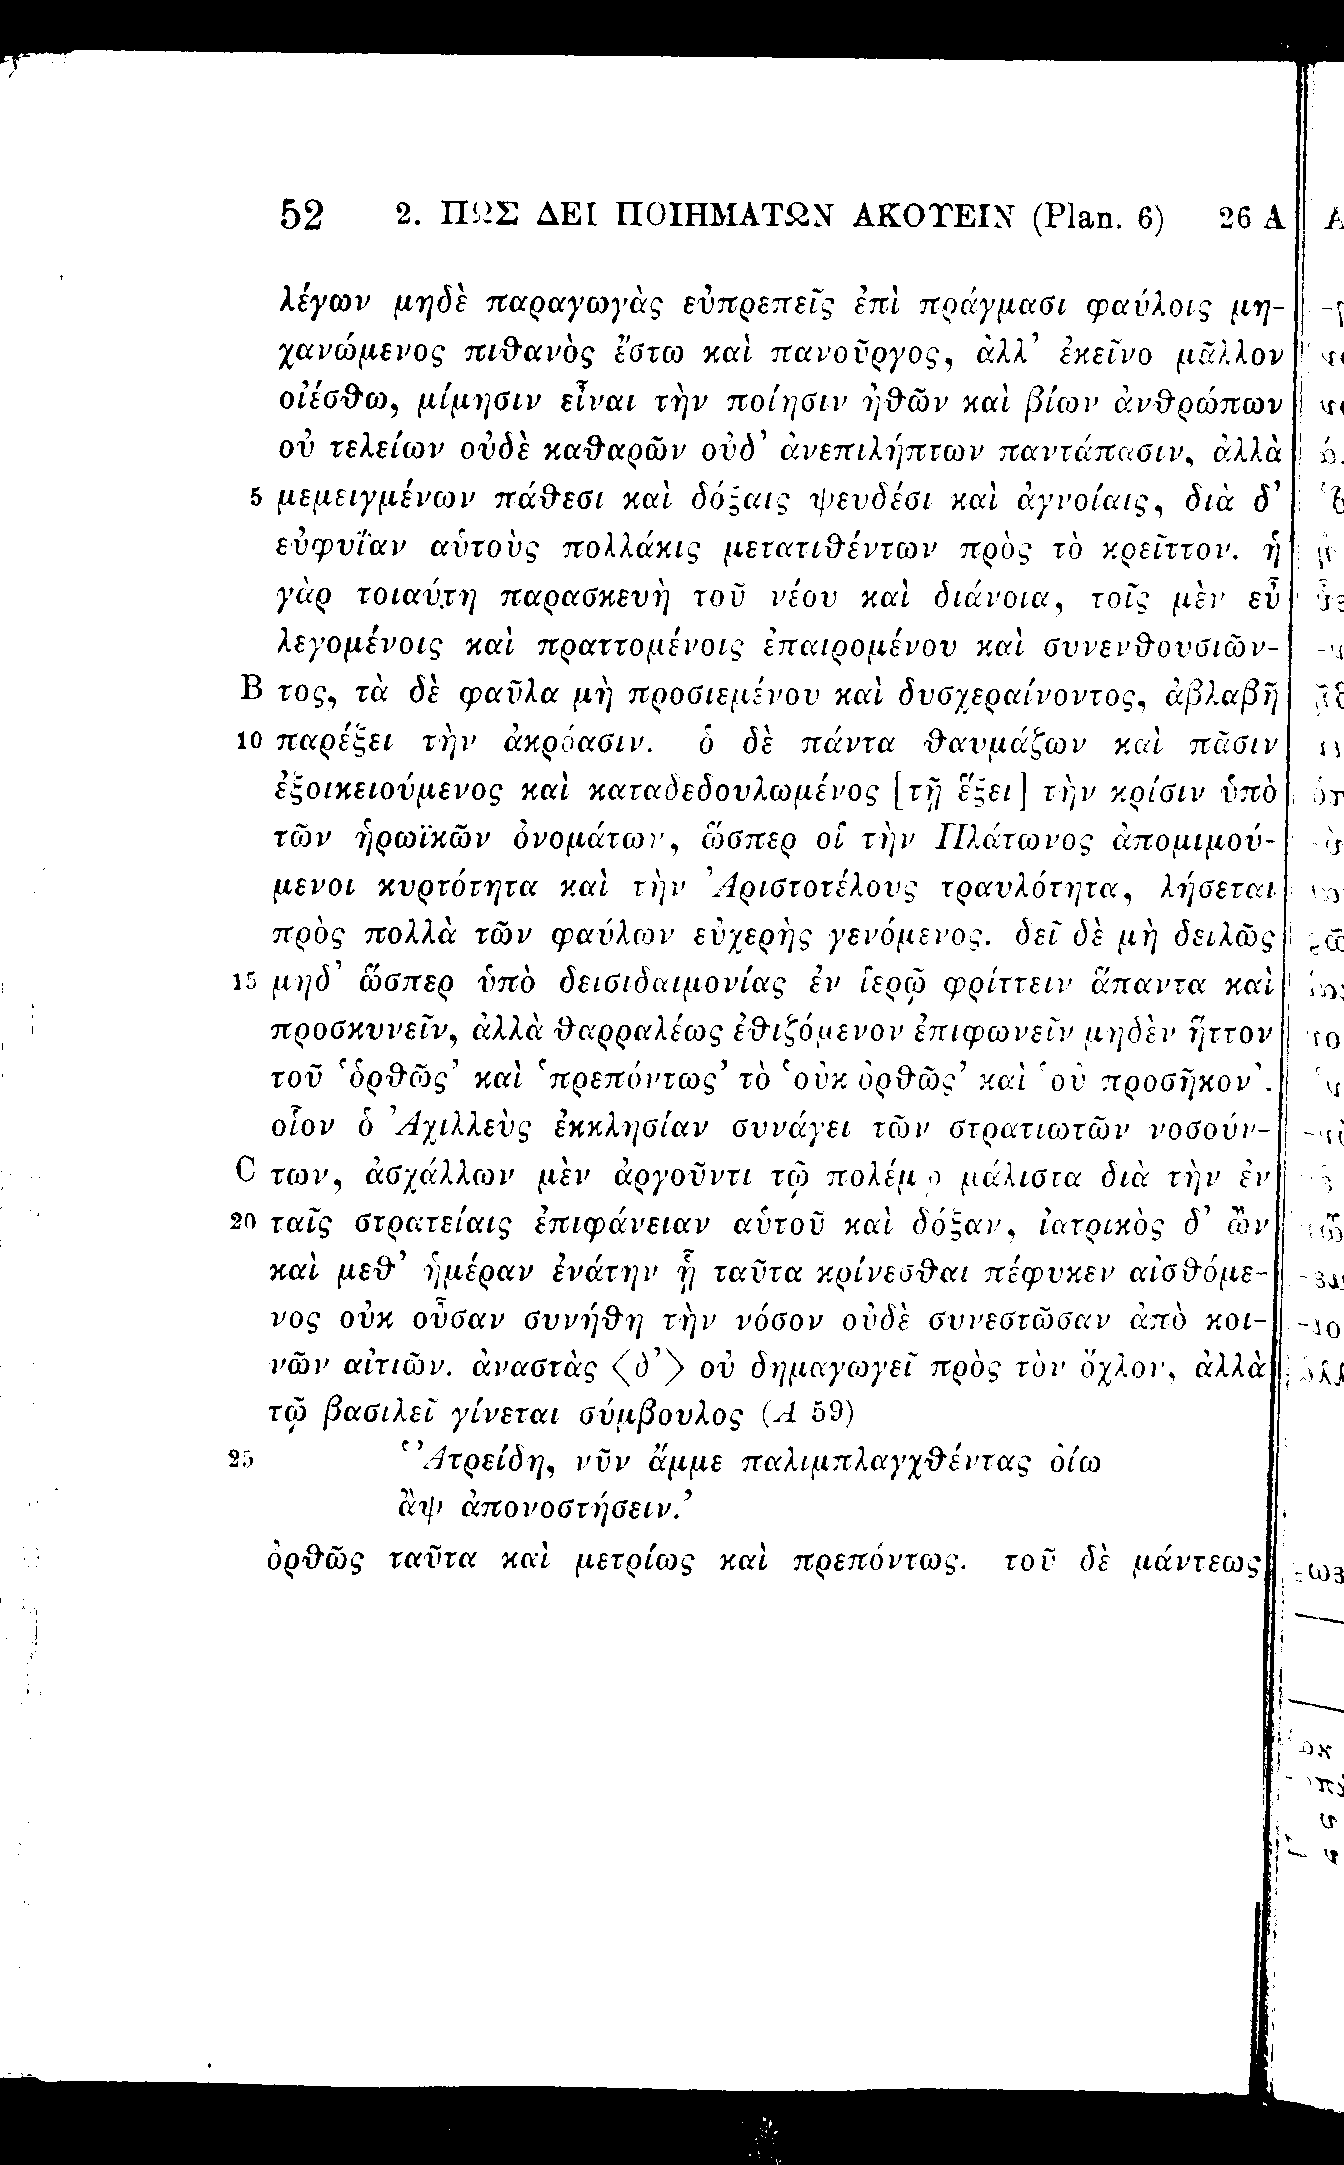 52 2. ΠΩΣ ΔΕΙ ΠΟΙΗΜΑΤΩΝ ΑΚΟΥΕΙΝ (Plan. 6) 26 A
λέγων μηδὲ παραγωγὰς εὐπρεπεῖς ἐπὶ πράγμασι φαύλοις μη-
χανώμενος πιθανὸς ἔστω καὶ πανοῦργος, ἀλλ’ ἐκεῖνο μᾶλλον
οἰέσθω, μίμησιν εἶναι τὴν ποίησιν ἠθῶν καὶ βίων ἀνθρώπων
οὐ τελείων οὐδὲ καθαρῶν οὐδ’ ἀνεπιλήπτων παντάπασιν, ἀλλὰ
5 μεμειγμένων πάθεσι καὶ δόξαις ψευδέσι καὶ ἀγνοίαις, διὰ δ’
εὐφυΐαν αὑτοὺς πολλάκις μετατιθέντων πρὸς τὸ κρεῖττον. ἡ
γὰρ τοιαύτη παρασκευὴ τοῦ νέου καὶ διάνοια, τοῖς μὲν εὖ
λεγομένοις καὶ πραττομένοις ἐπαιρομένου καὶ συνενθουσιῶν-
B τος, τὰ δὲ φαῦλα μὴ προσιεμένου καὶ δυσχεραίνοντος, ἀβλαβῆ
10 παρέξει τὴν ἀκρόασιν. ὁ δὲ πάντα θαυμάζων καὶ πᾶσιν
ἐξοικειούμενος καὶ καταδεδουλωμένος [τῇ ἕξει] τὴν κρίσιν ὑπὸ
τῶν ἡρωϊκῶν ὀνομάτων, ὥσπερ οἱ τὴν Πλάτωνος ἀπομιμού-
μενοι κυρτότητα καὶ τὴν Ἀριστοτέλους τραυλότητα, λήσεται
πρὸς πολλὰ τῶν φαύλων εὐχερὴς γενόμενος. δεῖ δὲ μὴ δειλῶς
15 μηδ’ ὥσπερ ὑπὸ δεισιδαιμονίας ἐν ἱερῷ φρίττειν ἅπαντα καὶ
προσκυνεῖν, ἀλλὰ θαρραλέως ἐθιζόμενον ἐπιφωνεῖν μηδὲν ἧττον
τοῦ ‘ὀρθῶς’ καὶ ‘πρεπόντως’ τὸ ‘οὐκ ὀρθῶς’ καὶ ‘οὐ προσῆκον’.
οἷον ὁ Ἀχιλλεὺς ἐκκλησίαν συνάγει τῶν στρατιωτῶν νοσούν-
C των, ἀσχάλλων μὲν ἀργοῦντι τῷ πολέμῳ μάλιστα διὰ τὴν ἐν
20 ταῖς στρατείαις ἐπιφάνειαν αὑτοῦ καὶ δόξαν, ἰατρικὸς δ’ ὢν
καὶ μεθ’ ἡμέραν ἐνάτην ᾗ ταῦτα κρίνεσθαι πέφυκεν αἰσθόμε-
νος οὐκ οὖσαν συνήθη τὴν νόσον οὐδὲ συνεστῶσαν ἀπὸ κοι-
νῶν αἰτιῶν. ἀναστὰς ⟨δ’⟩ οὐ δημαγωγεῖ πρὸς τὸν ὄχλον, ἀλλὰ
τῷ βασιλεῖ γίνεται σύμβουλος (Α 59)
25 ‘Ἀτρείδη, νῦν ἄμμε παλιμπλαγχθέντας ὀίω
ἂψ ἀπονοστήσειν.’
ὀρθῶς ταῦτα καὶ μετρίως καὶ πρεπόντως. τοῦ δὲ μάντεως